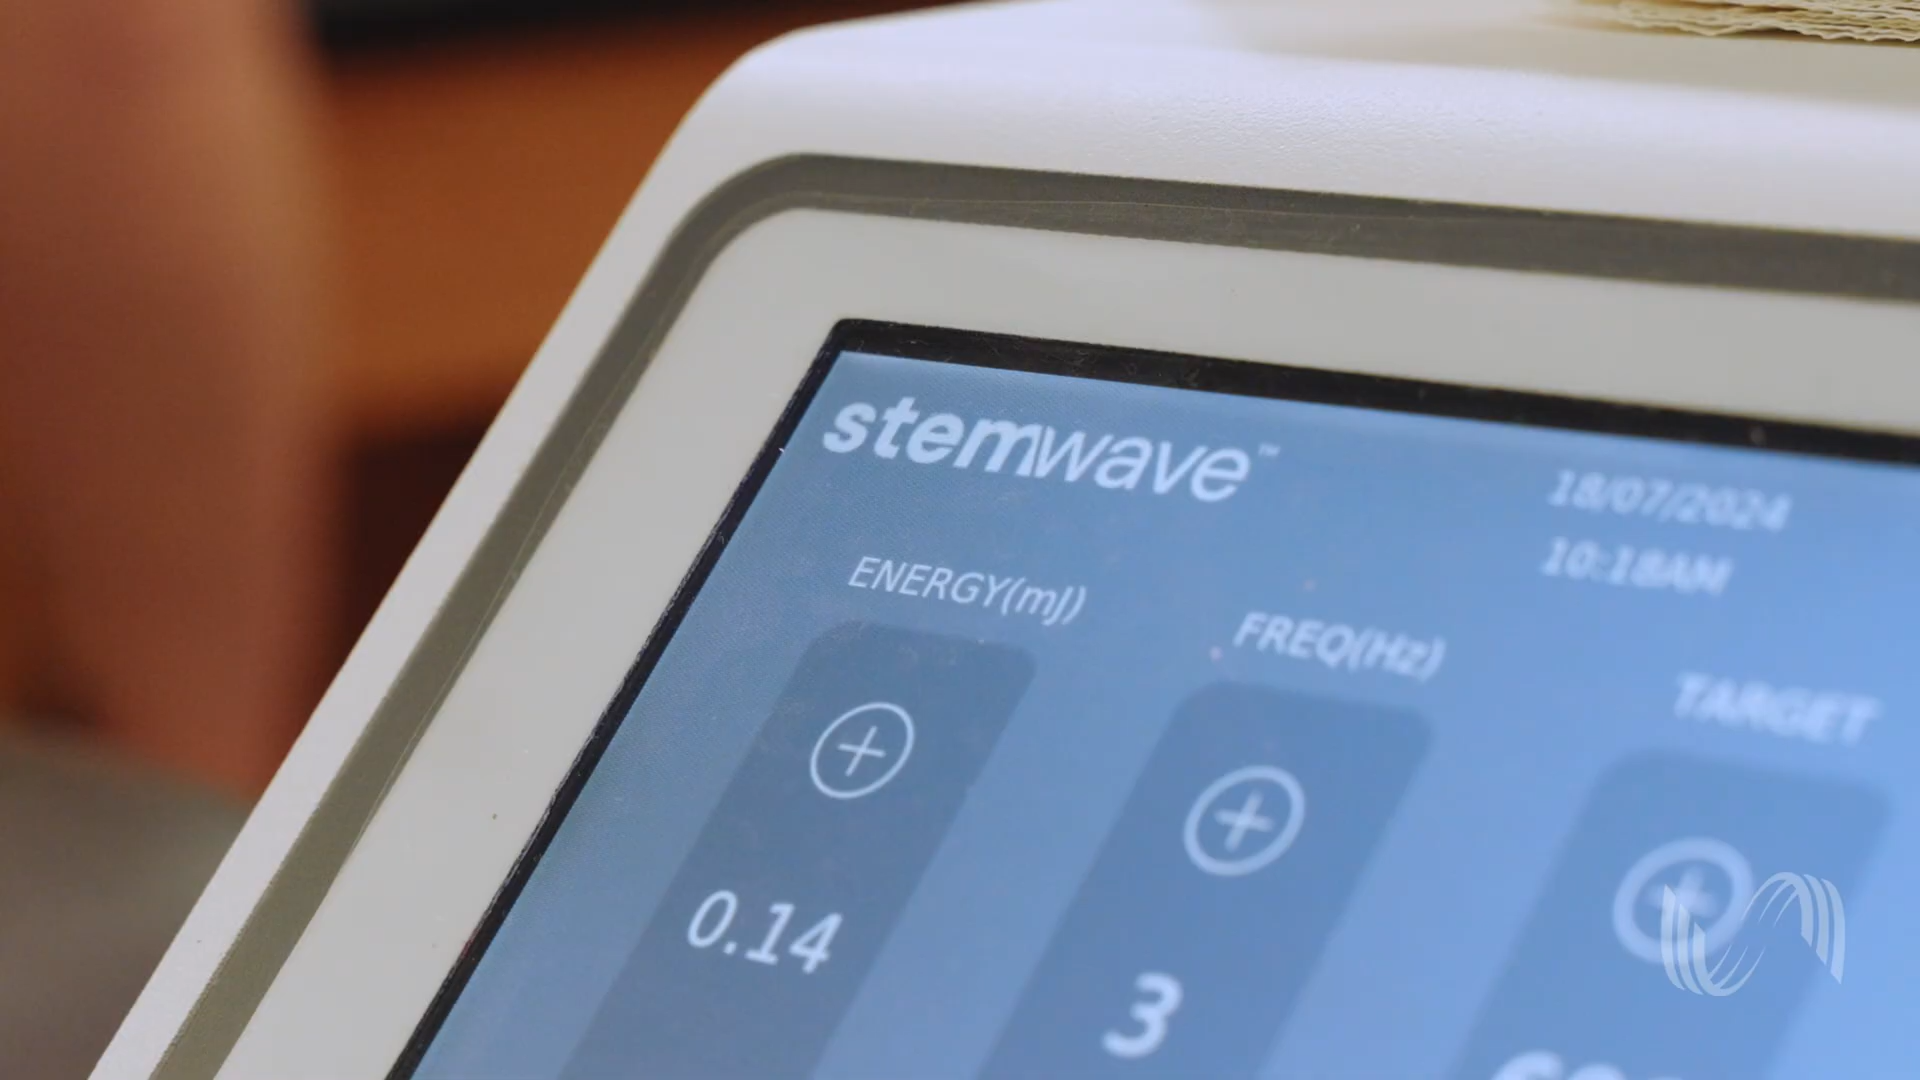 stemwave™
18/07/2024
10:18AM
ENERGY(mJ)
FREQ(Hz)
TARGET
0.14
3